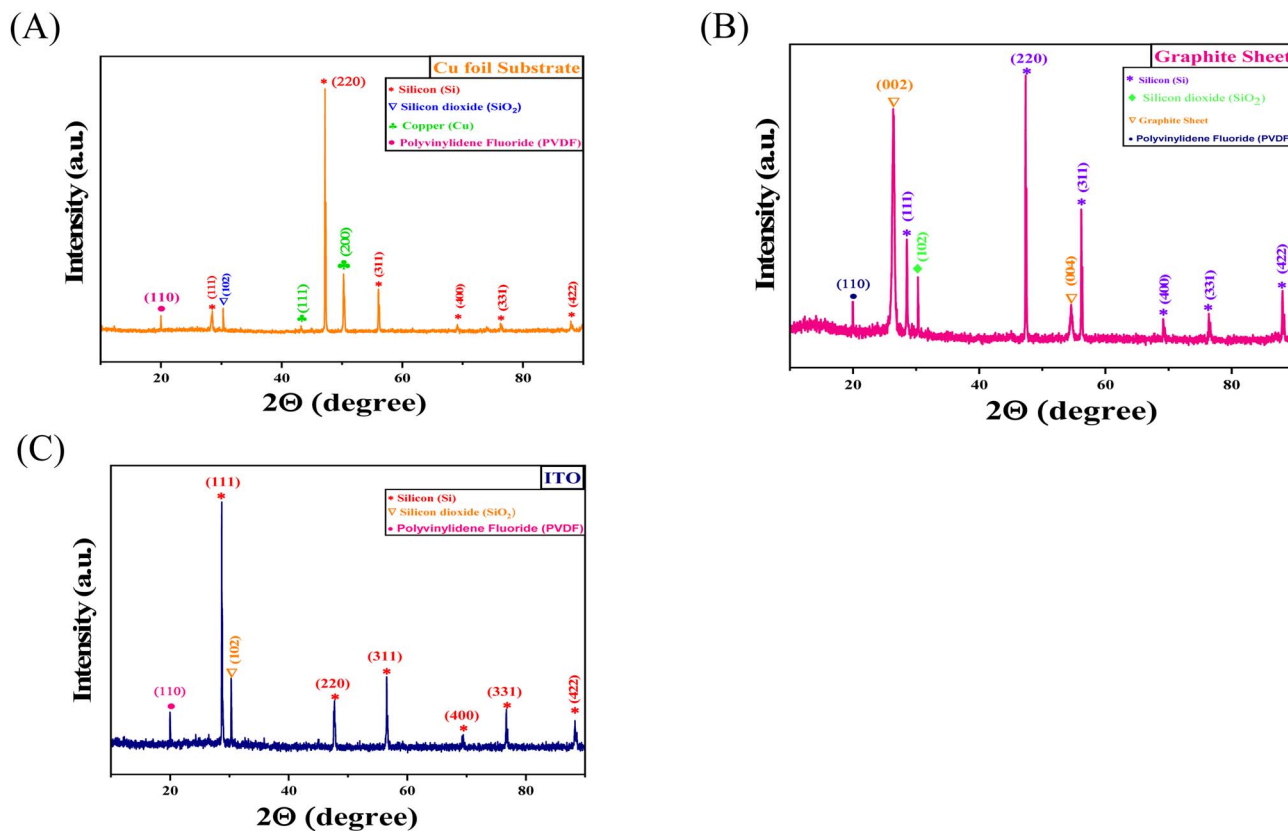 (A)
Cu foil Substrate
* Silicon (Si)
▽ Silicon dioxide (SiO₂)
♣ Copper (Cu)
● Polyvinylidene Fluoride (PVDF)
(110)
(111)
(102)
(111)
(220)
(200)
(311)
(400)
(331)
(422)
Intensity (a.u.)
20
40
60
80
2Θ (degree)
(B)
Graphite Sheet
* Silicon (Si)
◆ Silicon dioxide (SiO₂)
▽ Graphite Sheet
● Polyvinylidene Fluoride (PVDF)
(110)
(002)
(111)
(102)
(220)
(004)
(311)
(400)
(331)
(422)
Intensity (a.u.)
20
40
60
80
2Θ (degree)
(C)
ITO
* Silicon (Si)
▽ Silicon dioxide (SiO₂)
● Polyvinylidene Fluoride (PVDF)
(110)
(111)
(102)
(220)
(311)
(400)
(331)
(422)
Intensity (a.u.)
20
40
60
80
2Θ (degree)